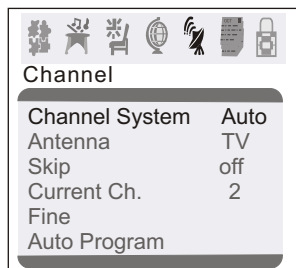 Channel
Channel System Auto
Antenna TV
Skip off
Current Ch. 2
Fine
Auto Program